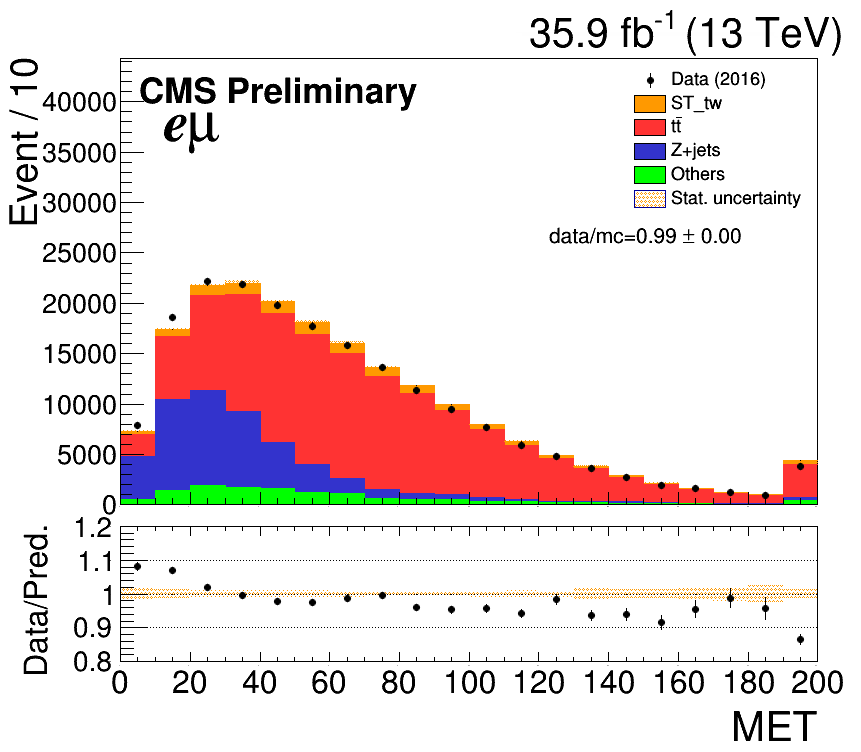 35.9 fb-1 (13 TeV)
CMS Preliminary
eμ
Data (2016)
ST_tw
tt̄
Z+jets
Others
Stat. uncertainty
data/mc=0.99 ± 0.00
Event / 10
40000
35000
30000
25000
20000
15000
10000
5000
0
Data/Pred.
1.2
1.1
1
0.9
0.8
0 20 40 60 80 100 120 140 160 180 200
MET